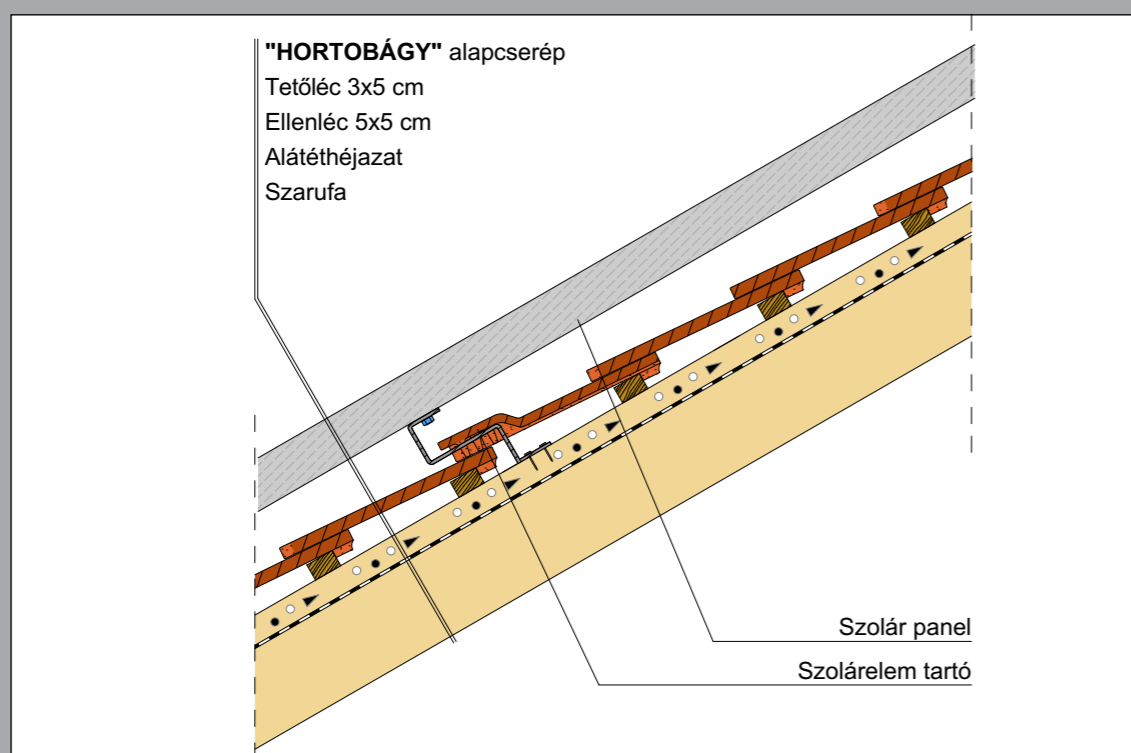 "HORTOBÁGY" alapcserép
Tetőléc 3x5 cm
Ellenléc 5x5 cm
Alátéthéjazat
Szarufa
Szolár panel
Szolárelem tartó